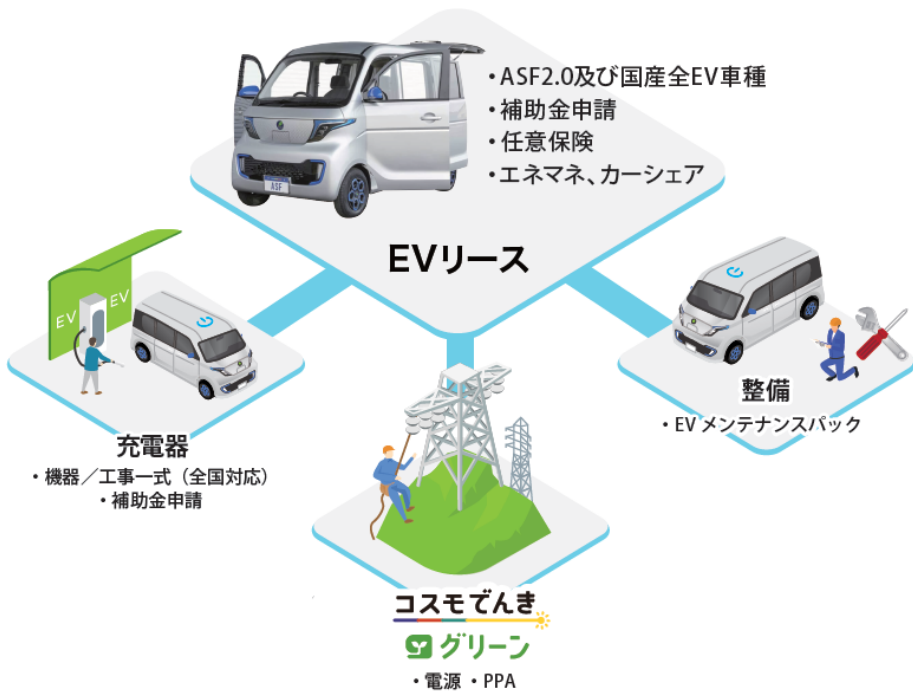 ・ASF2.0及び国産全EV車種
・補助金申請
・任意保険
・エネマネ、カーシェア
ASF
EVリース
EV EV
充電器
・機器／工事一式（全国対応）
・補助金申請
整備
・EVメンテナンスパック
コスモでんき
グリーン
・電源 ・PPA